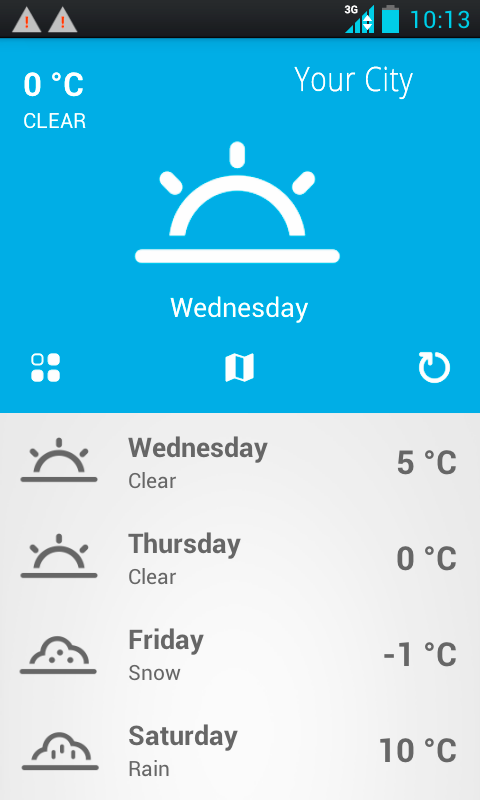 3G
10:13
0 °C
Your City
CLEAR
Wednesday
Wednesday
5 °C
Clear
Thursday
0 °C
Clear
Friday
-1 °C
Snow
Saturday
10 °C
Rain